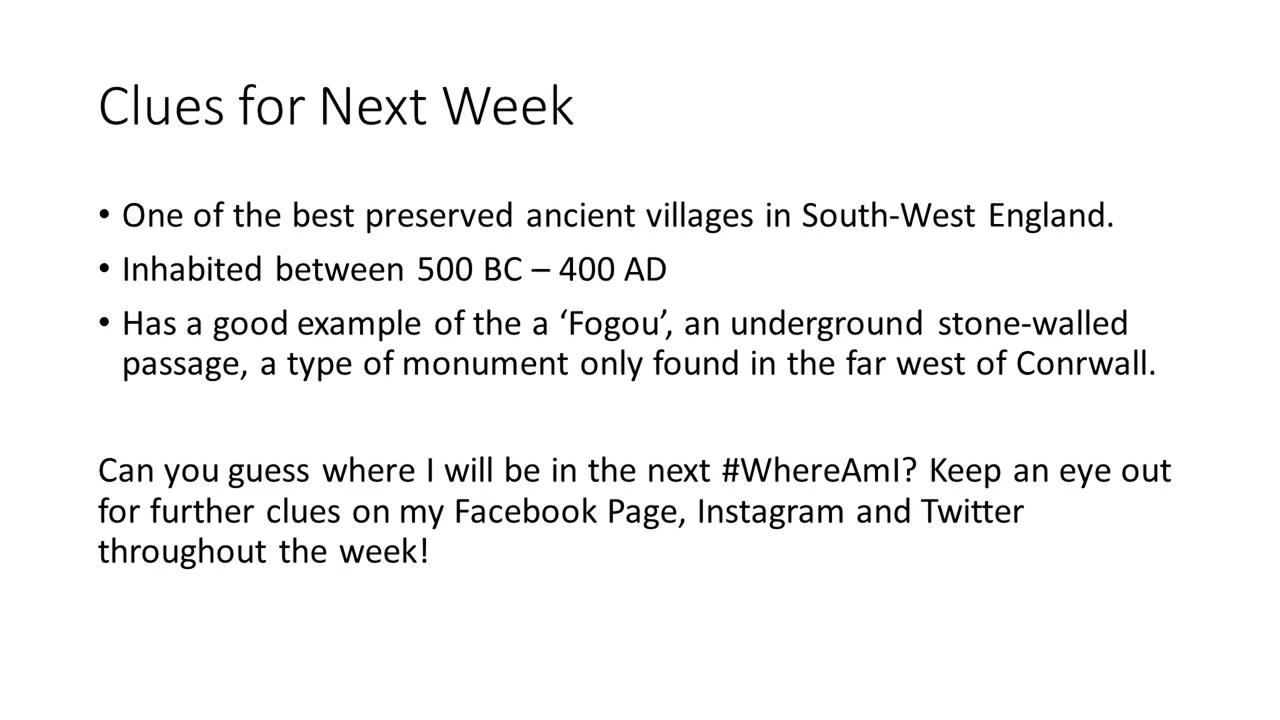 Clues for Next Week
• One of the best preserved ancient villages in South-West England.
• Inhabited between 500 BC – 400 AD
• Has a good example of the a ‘Fogou’, an underground stone-walled
passage, a type of monument only found in the far west of Conrwall.
Can you guess where I will be in the next #WhereAmI? Keep an eye out
for further clues on my Facebook Page, Instagram and Twitter
throughout the week!